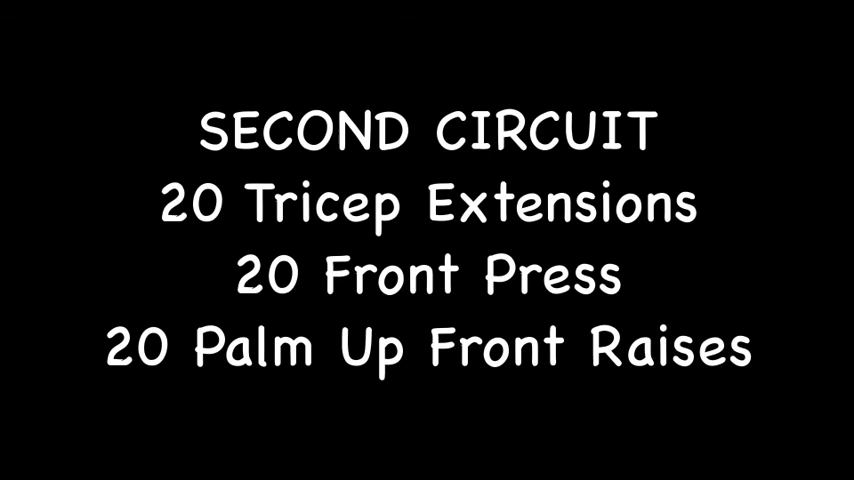 SECOND CIRCUIT
20 Tricep Extensions
20 Front Press
20 Palm Up Front Raises